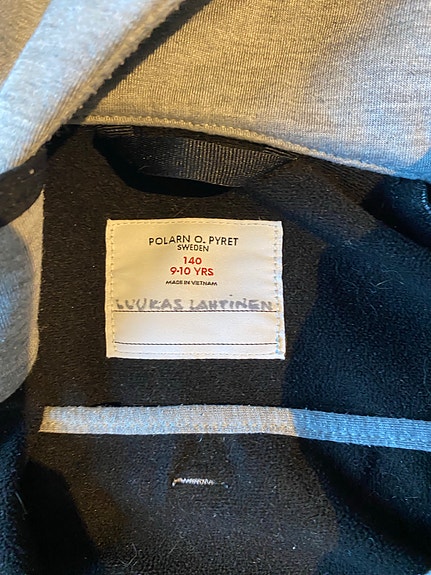 POLARN O. PYRET
SWEDEN
140
9-10 YRS
MADE IN VIETNAM
LUUKAS LAHTINEN